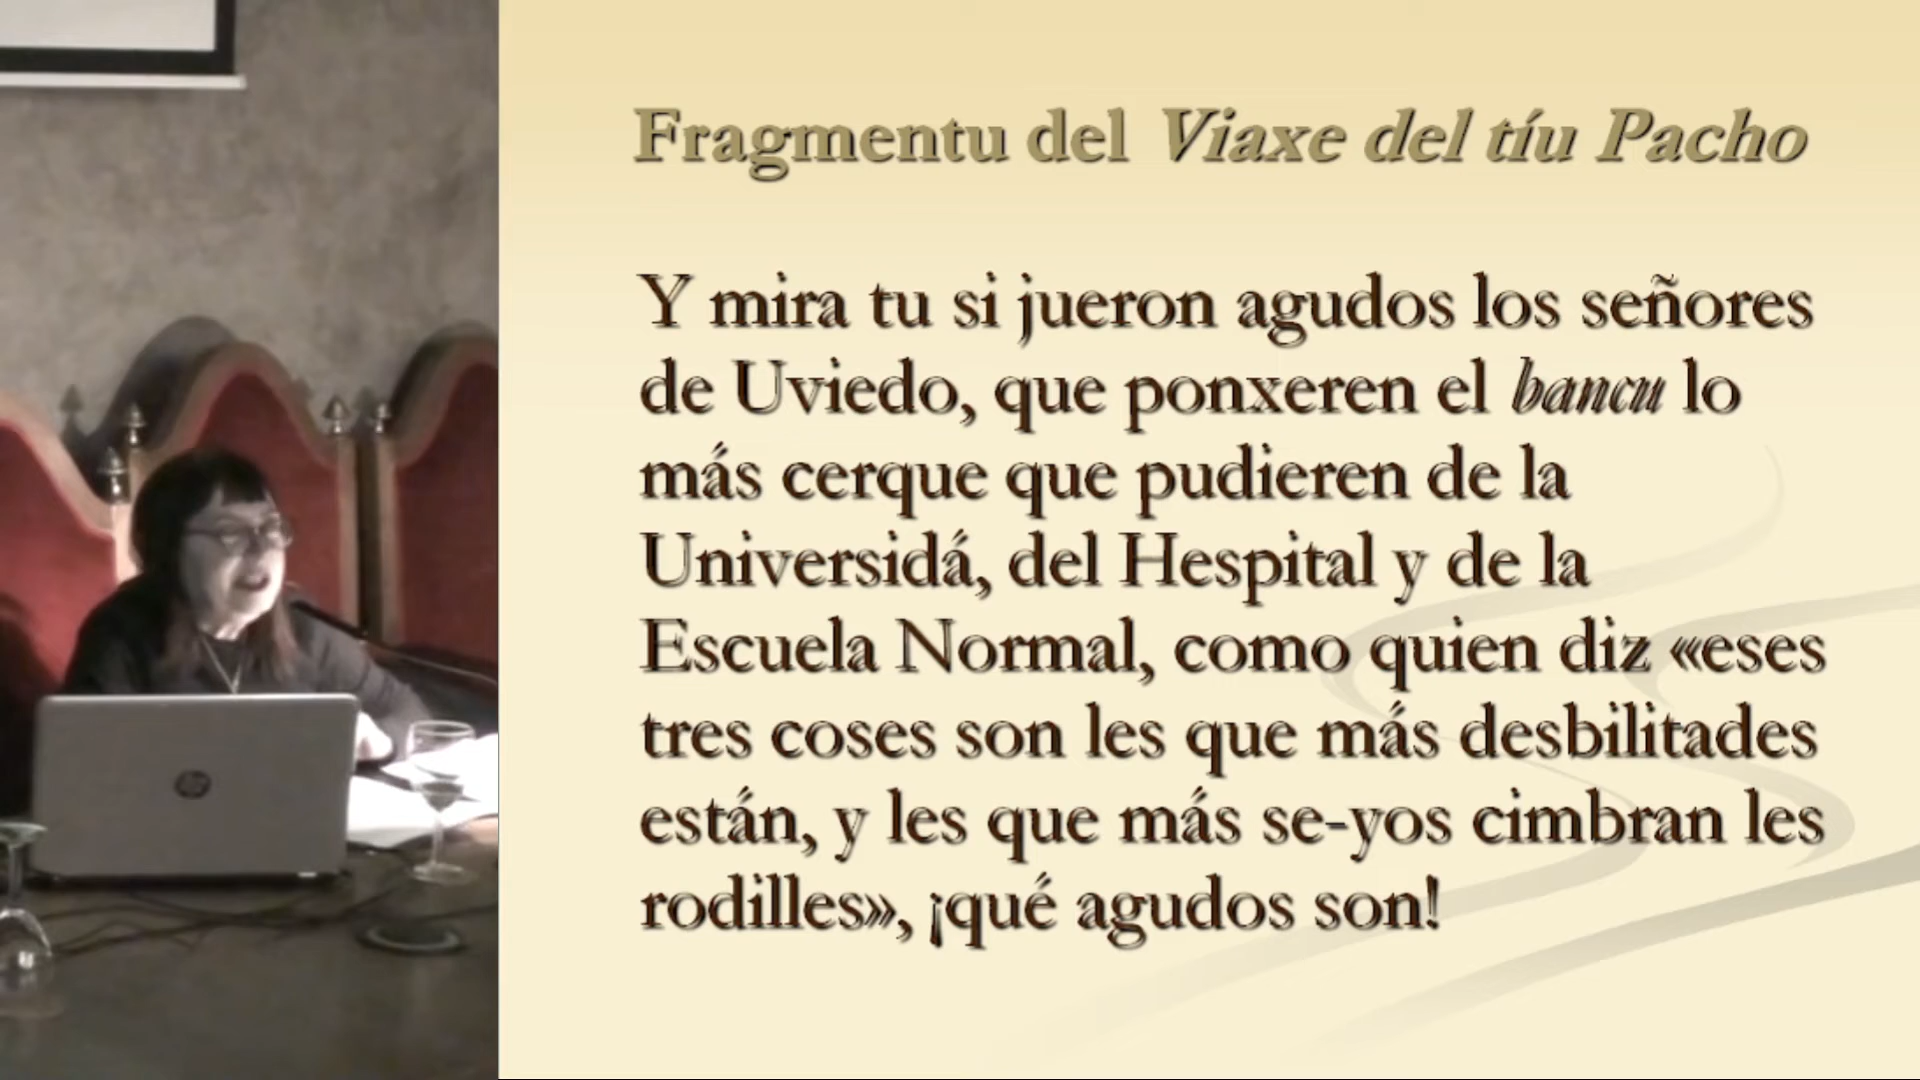 Fragmentu del Viaxe del tíu Pacho
Y mira tu si jueron agudos los señores
de Uviedo, que ponxeren el bancu lo
más cerque que pudieren de la
Universidá, del Hespital y de la
Escuela Normal, como quien diz «eses
tres coses son les que más desbilitades
están, y les que más se-yos cimbran les
rodilles», ¡qué agudos son!
hp